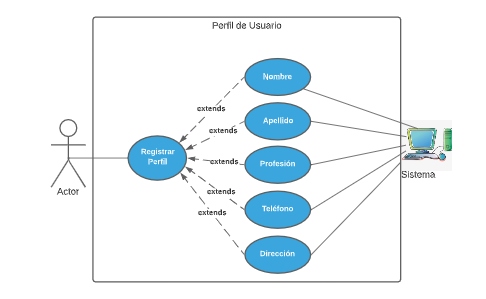 Perfil de Usuario
Nombre
extends
Apellido
extends
Registrar
Perfil
Profesión
extends
Sistema
Actor
extends
Teléfono
extends
Dirección